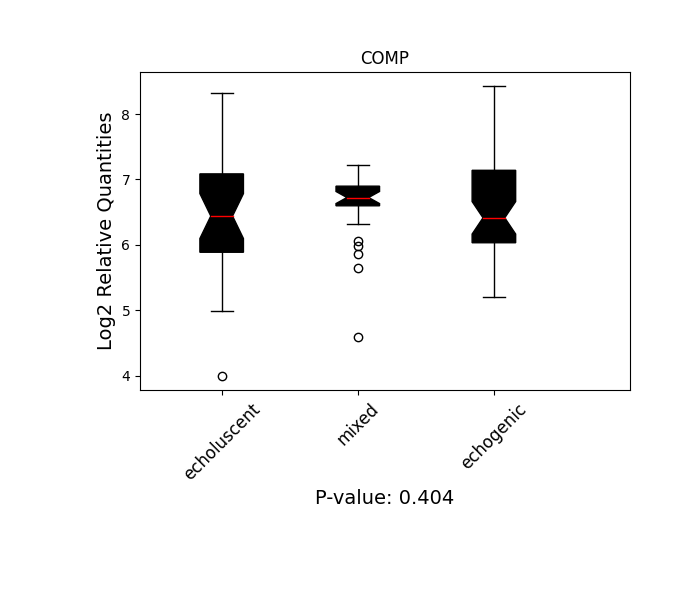 COMP
Log2 Relative Quantities
8
7
6
5
4
echoluscent
mixed
echogenic
P-value: 0.404